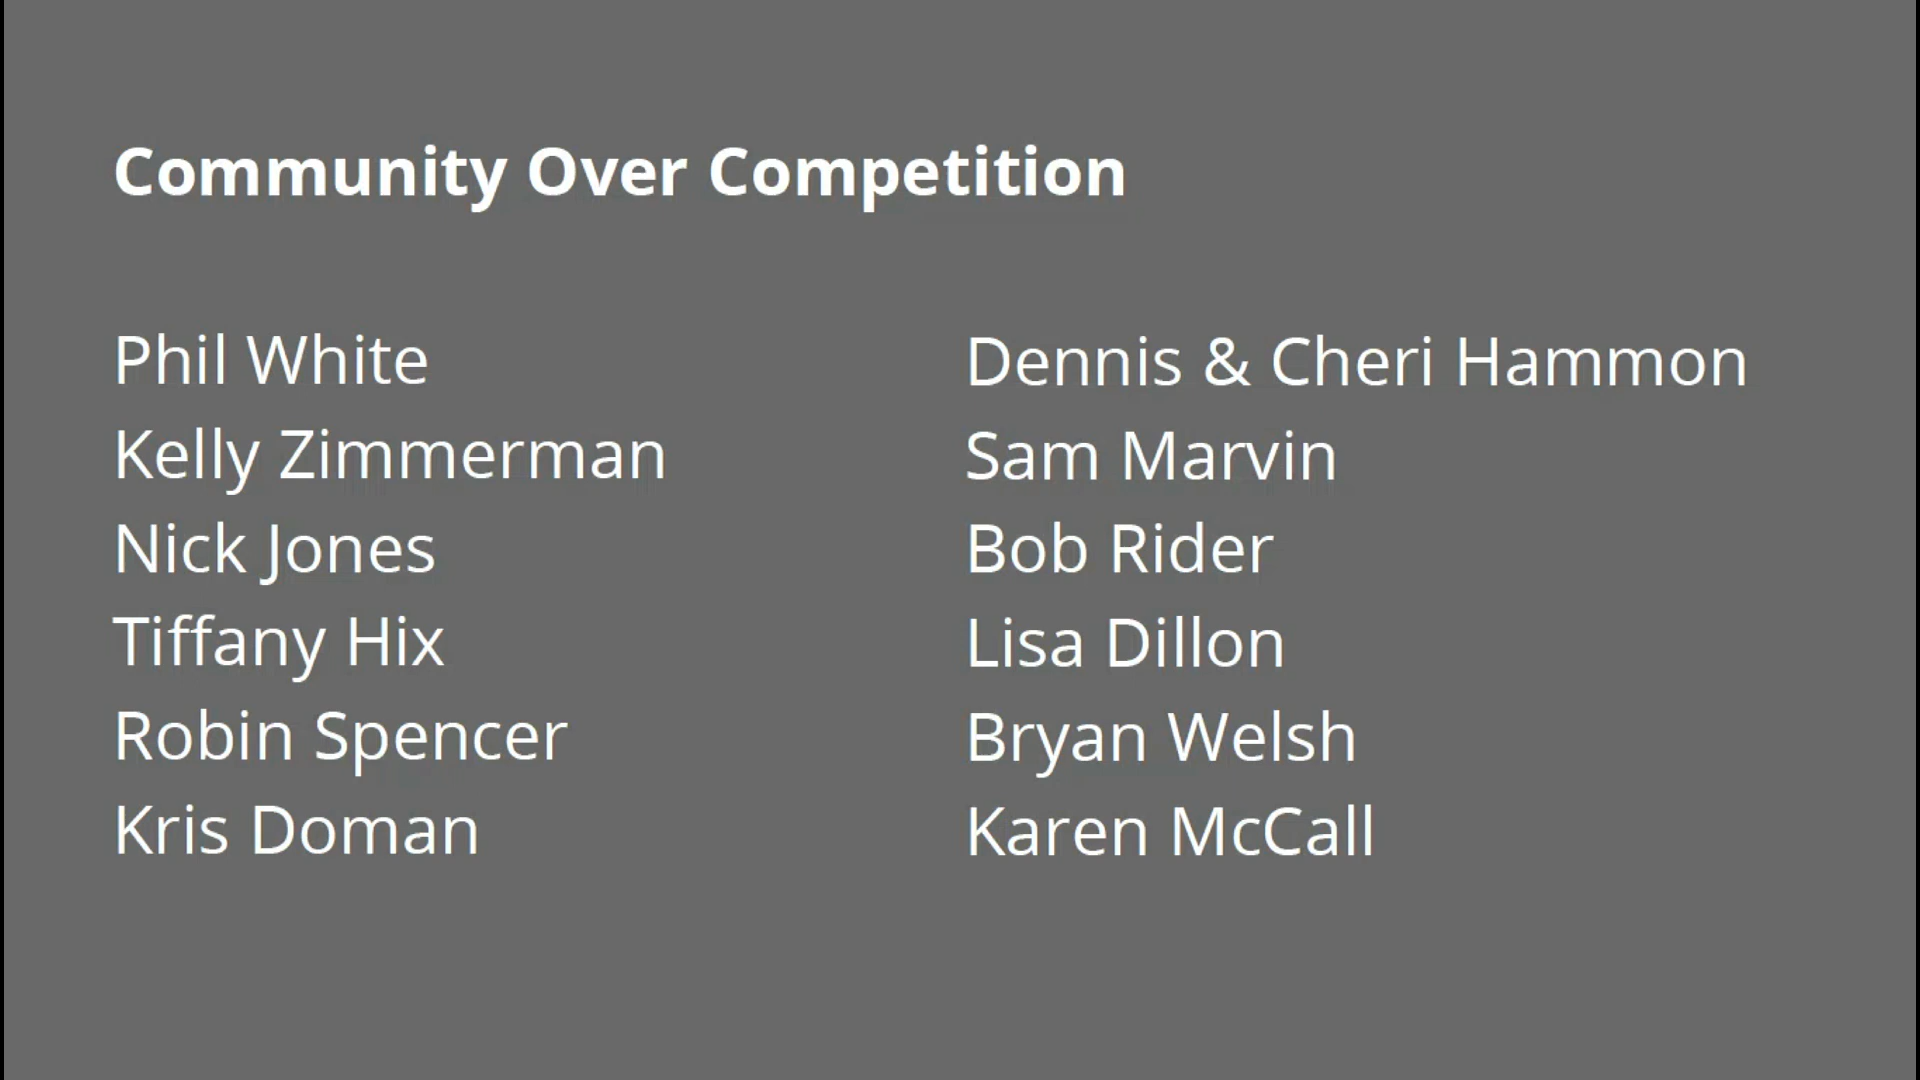 Community Over Competition
Phil White
Kelly Zimmerman
Nick Jones
Tiffany Hix
Robin Spencer
Kris Doman
Dennis & Cheri Hammon
Sam Marvin
Bob Rider
Lisa Dillon
Bryan Welsh
Karen McCall